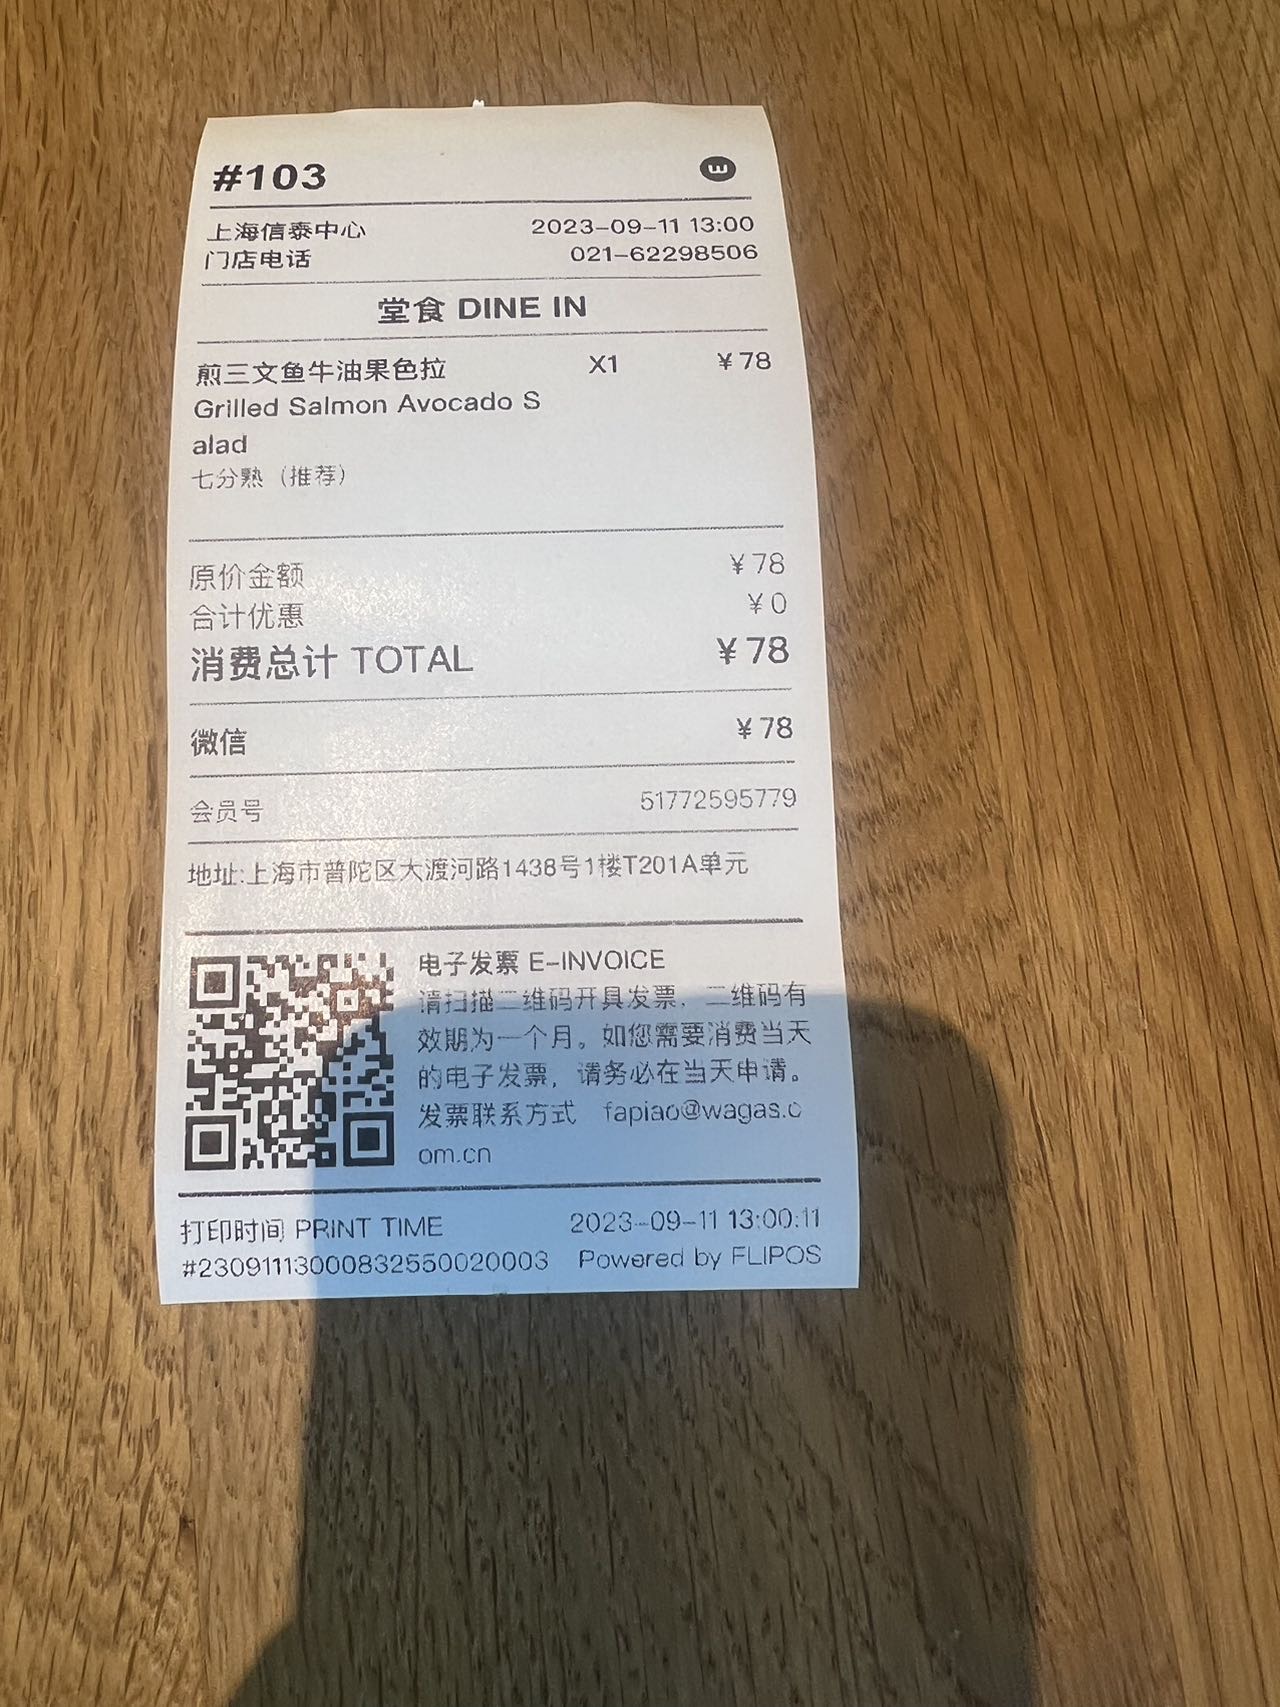 #103
上海信泰中心 2023-09-11 13:00
门店电话 021-62298506
堂食 DINE IN
煎三文鱼牛油果色拉 X1 ¥78
Grilled Salmon Avocado S
alad
七分熟（推荐）
原价金额 ¥78
合计优惠 ¥0
消费总计 TOTAL ¥78
微信 ¥78
会员号 51772595779
地址:上海市普陀区大渡河路1438号1楼T201A单元
电子发票 E-INVOICE
请扫描二维码开具发票，二维码有
效期为一个月。如您需要消费当天
的电子发票，请务必在当天申请。
发票联系方式 fapiao@wagas.c
om.cn
打印时间 PRINT TIME 2023-09-11 13:00:11
#23091113000832550020003 Powered by FLIPOS